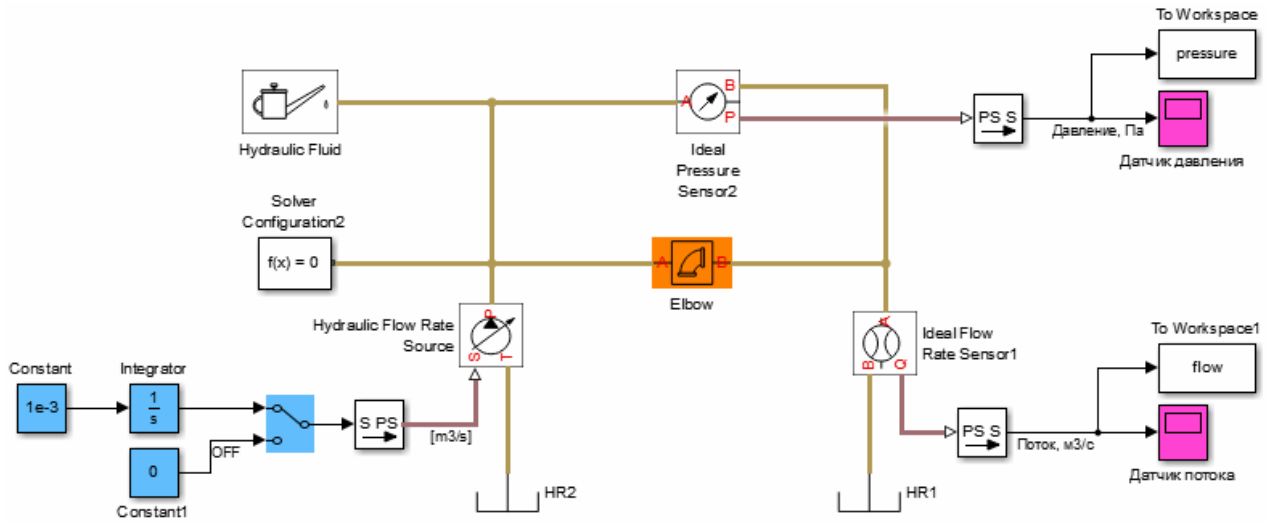 To Workspace
pressure
B
A
P
PS S
Давление, Па
Датчик давления
Hydraulic Fluid
Ideal
Pressure
Sensor2
Solver
Configuration2
f(x) = 0
A
B
Elbow
Hydraulic Flow Rate
Source
P
S
T
A
B
Q
Ideal Flow
Rate Sensor1
To Workspace1
flow
Constant
1e-3
Integrator
1
s
OFF
0
Constant1
S PS
[m3/s]
HR2
HR1
PS S
Поток, м3/с
Датчик потока